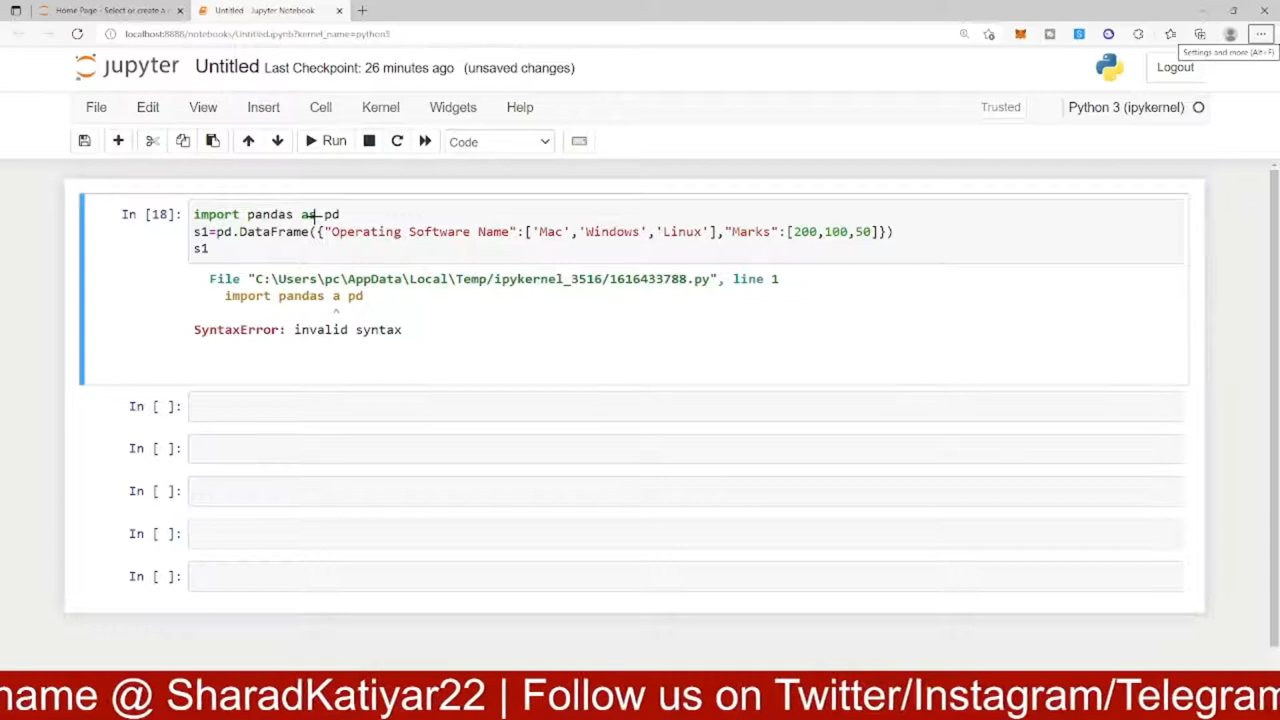 Home Page - Select or create a
Untitled - Jupyter Notebook
localhost:8888/notebooks/Untitled.ipynb?kernel_name=python3
Settings and more (Alt+F)
jupyter
Untitled Last Checkpoint: 26 minutes ago (unsaved changes)
Logout
File Edit View Insert Cell Kernel Widgets Help
Trusted
Python 3 (ipykernel)
Run
Code
In [18]:
import pandas as pd
s1=pd.DataFrame({"Operating Software Name":['Mac','Windows','Linux'],"Marks":[200,100,50]})
s1
File "C:\Users\pc\AppData\Local\Temp/ipykernel_3516/1616433788.py", line 1
import pandas a pd
^
SyntaxError: invalid syntax
In [ ]:
In [ ]:
In [ ]:
In [ ]:
In [ ]:
name @ SharadKatiyar22 | Follow us on Twitter/Instagram/Telegram